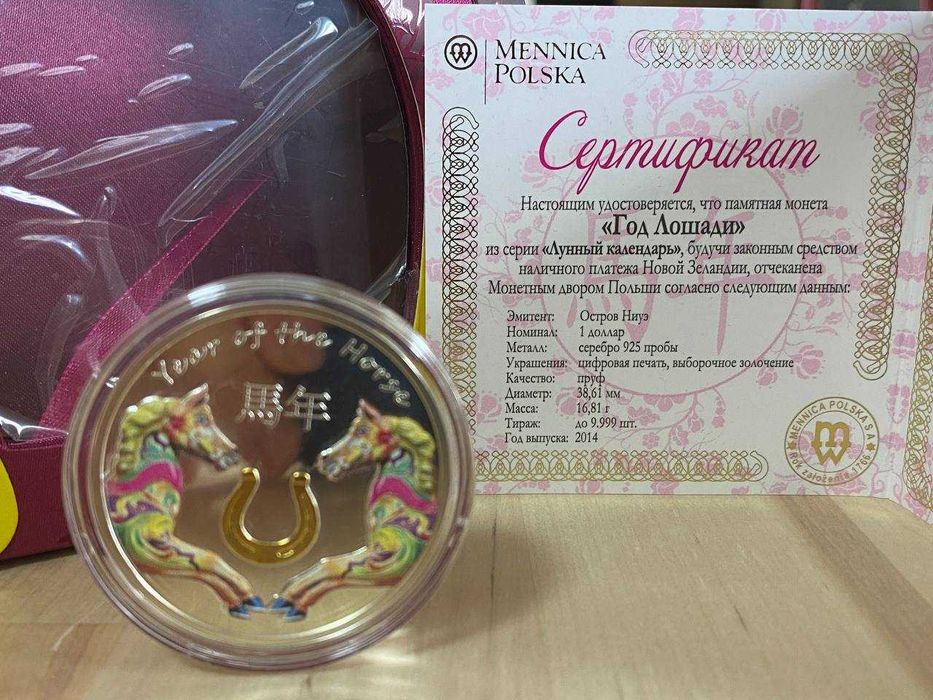 MENNICA
POLSKA
Сертификат
Настоящим удостоверяется, что памятная монета
«Год Лошади»
из серии «Лунный календарь», будучи законным средством
наличного платежа Новой Зеландии, отчеканена
Монетным двором Польши согласно следующим данным:
Эмитент: Остров Ниуэ
Номинал: 1 доллар
Металл: серебро 925 пробы
Украшения: цифровая печать, выборочное золочение
Качество: пруф
Диаметр: 38,61 мм
Масса: 16,81 г
Тираж: до 9.999 шт.
Год выпуска: 2014
MENNICA POLSKA S.A.
Year of the Horse
馬年